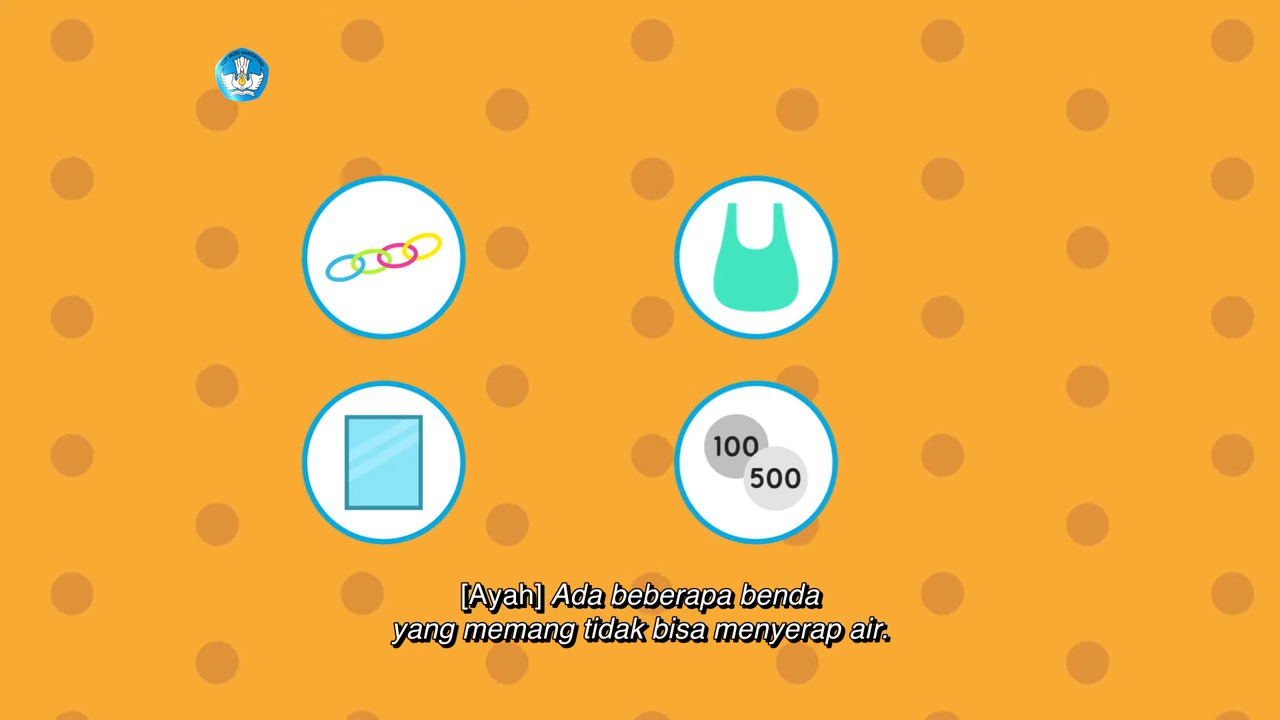 100
500
[Ayah] Ada beberapa benda
yang memang tidak bisa menyerap air.